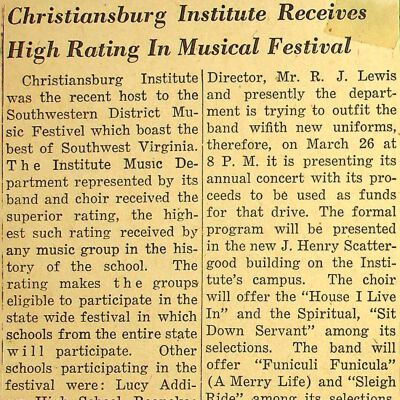 Christiansburg Institute Receives
High Rating In Musical Festival
Christiansburg Institute
was the recent host to the
Southwestern District Mu-
sic Festivel which boast the
best of Southwest Virginia.
The Institute Music De-
partment represented by its
band and choir received the
superior rating, the high-
est such rating received by
any music group in the his-
tory of the school. The
rating makes the groups
eligible to participate in the
state wide festival in which
schools from the entire state
will participate. Other
schools participating in the
festival were: Lucy Addi-
High School Roanoke
Director, Mr. R. J. Lewis
and presently the depart-
ment is trying to outfit the
band wifth new uniforms,
therefore, on March 26 at
8 P. M. it is presenting its
annual concert with its pro-
ceeds to be used as funds
for that drive. The formal
program will be presented
in the new J. Henry Scatter-
good building on the Insti-
tute's campus. The choir
will offer the "House I Live
In" and the Spiritual, "Sit
Down Servant" among its
selections. The band will
offer "Funiculi Funicula"
(A Merry Life) and "Sleigh
Ride" among its selections.